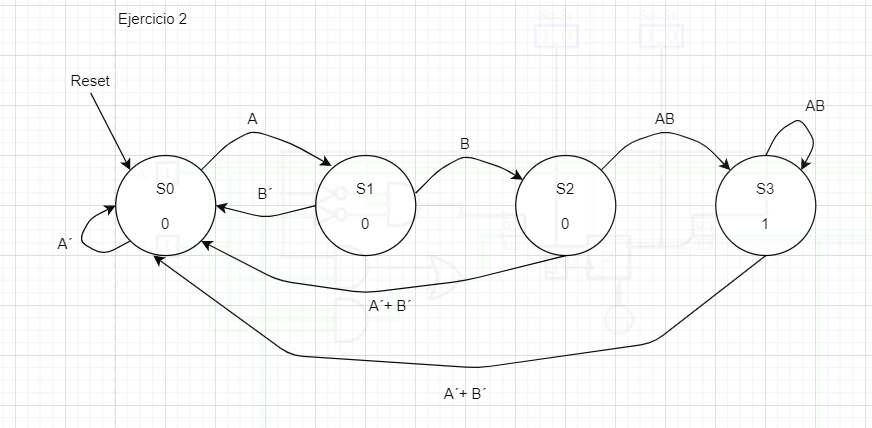 Ejercicio 2
Reset
A
B
AB
AB
S0
S1
S2
S3
B´
0
0
0
1
A´
A´+ B´
A´+ B´